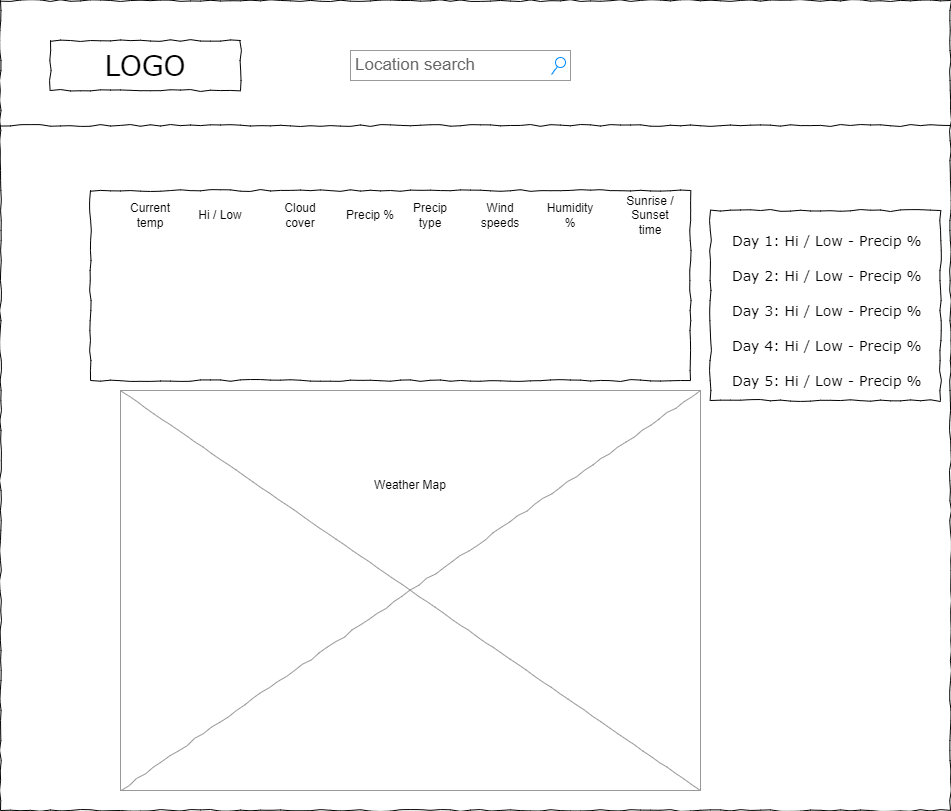 LOGO
Location search
Current
temp
Hi / Low
Cloud
cover
Precip %
Precip
type
Wind
speeds
Humidity
%
Sunrise /
Sunset
time
Day 1: Hi / Low - Precip %
Day 2: Hi / Low - Precip %
Day 3: Hi / Low - Precip %
Day 4: Hi / Low - Precip %
Day 5: Hi / Low - Precip %
Weather Map